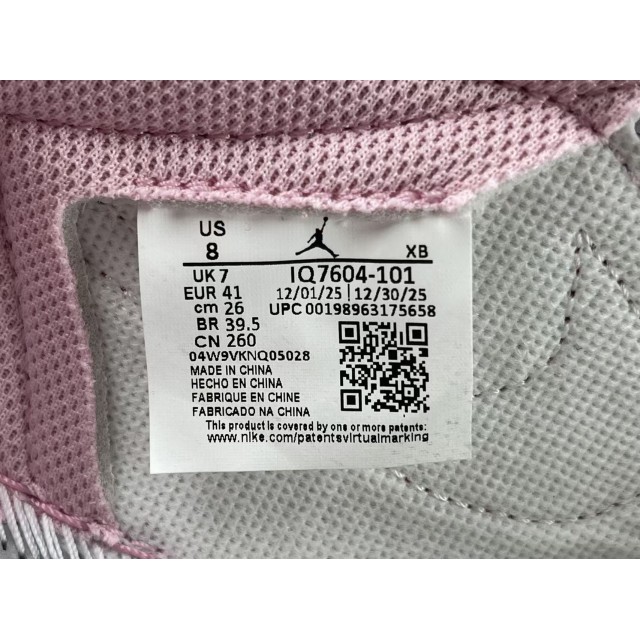 US
8
XB
UK 7
EUR 41
cm 26
BR 39.5
CN 260
IQ7604-101
12/01/25 | 12/30/25
UPC 00198963175658
04W9VKNQ05028
MADE IN CHINA
HECHO EN CHINA
FABRIQUE EN CHINE
FABRICADO NA CHINA
This product is covered by one or more patents:
www.nike.com/patentsvirtualmarking